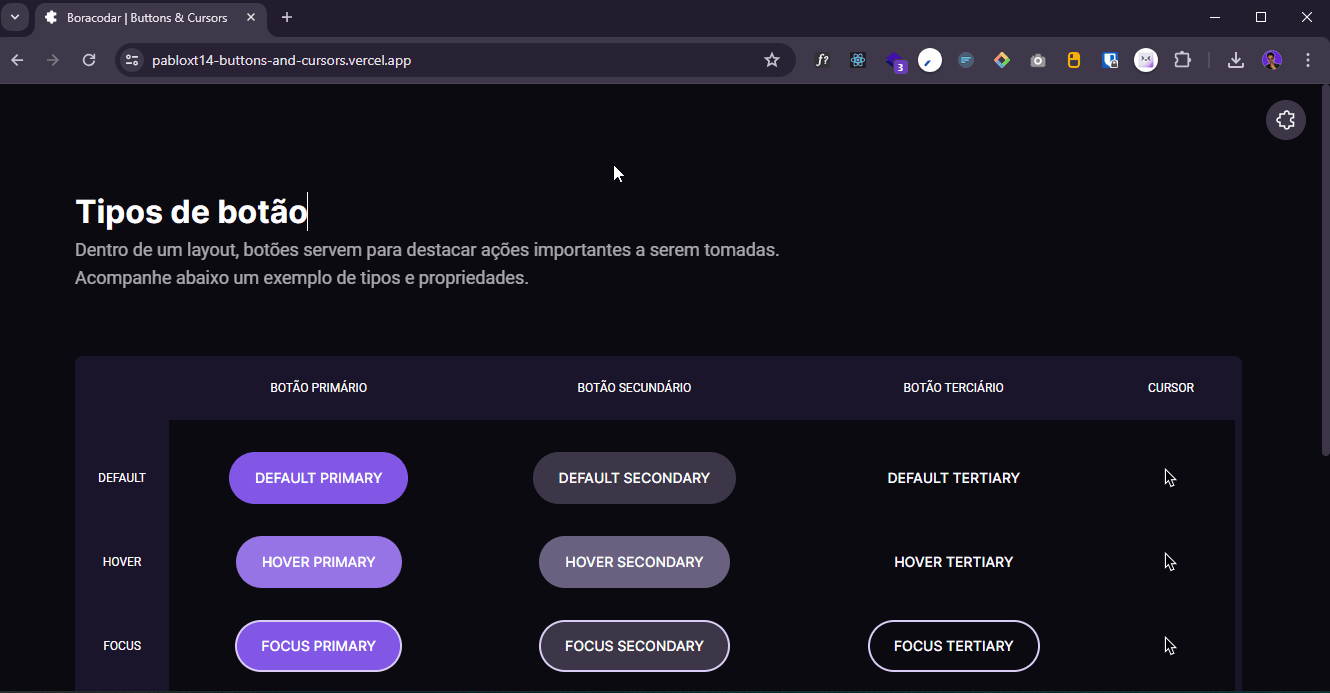 Boracodar | Buttons & Cursors
pabloxt14-buttons-and-cursors.vercel.app
f?
3
Tipos de botão
Dentro de um layout, botões servem para destacar ações importantes a serem tomadas.
Acompanhe abaixo um exemplo de tipos e propriedades.
BOTÃO PRIMÁRIO BOTÃO SECUNDÁRIO BOTÃO TERCIÁRIO CURSOR
DEFAULT DEFAULT PRIMARY DEFAULT SECONDARY DEFAULT TERTIARY
HOVER HOVER PRIMARY HOVER SECONDARY HOVER TERTIARY
FOCUS FOCUS PRIMARY FOCUS SECONDARY FOCUS TERTIARY